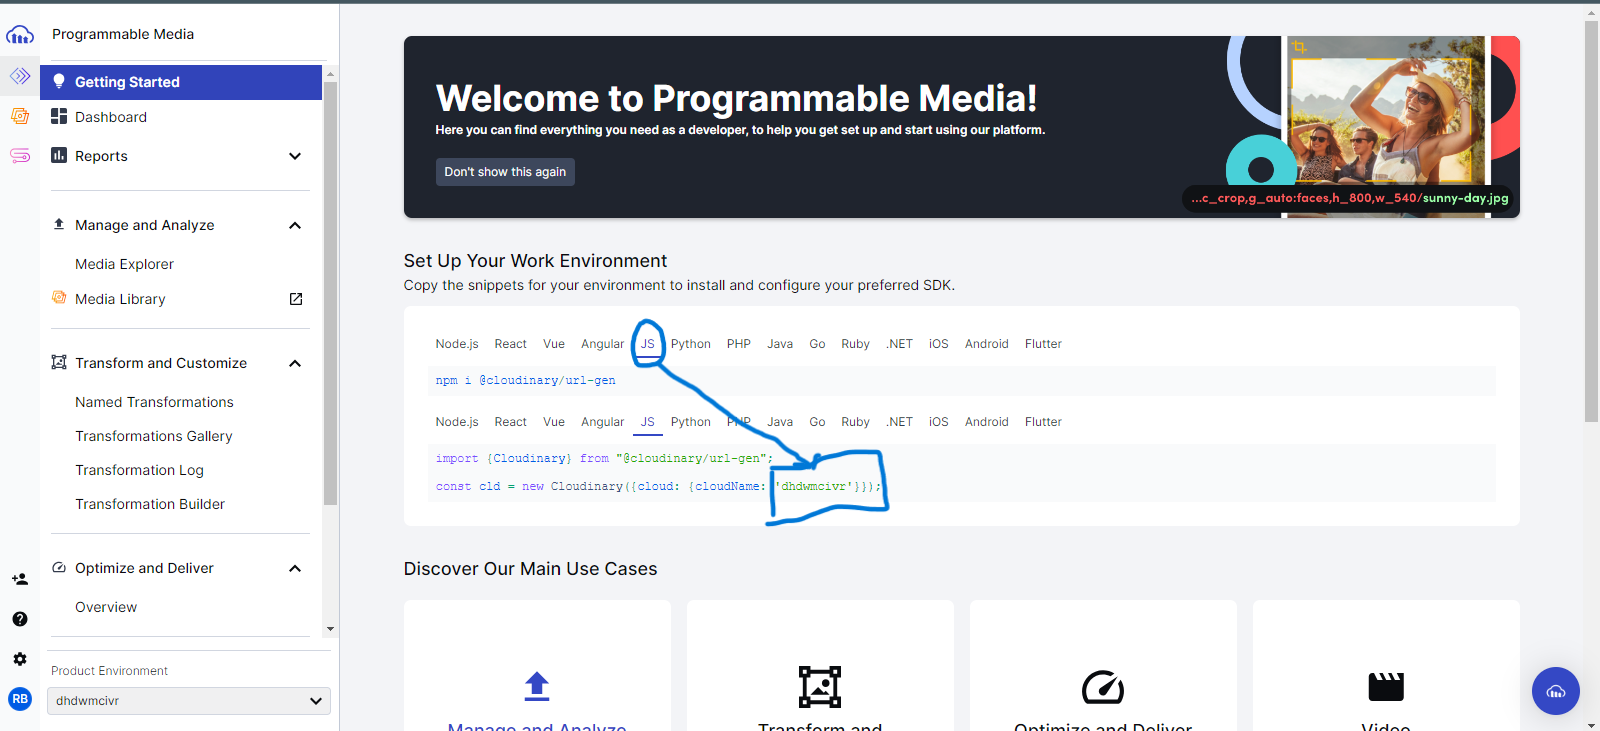 Programmable Media
Getting Started
Dashboard
Reports
Manage and Analyze
Media Explorer
Media Library
Transform and Customize
Named Transformations
Transformations Gallery
Transformation Log
Transformation Builder
Optimize and Deliver
Overview
Product Environment
dhdwmcivr
RB
Welcome to Programmable Media!
Here you can find everything you need as a developer, to help you get set up and start using our platform.
Don't show this again
...c_crop,g_auto:faces,h_800,w_540/sunny-day.jpg
Set Up Your Work Environment
Copy the snippets for your environment to install and configure your preferred SDK.
Node.js React Vue Angular JS Python PHP Java Go Ruby .NET iOS Android Flutter
npm i @cloudinary/url-gen
Node.js React Vue Angular JS Python PHP Java Go Ruby .NET iOS Android Flutter
import {Cloudinary} from "@cloudinary/url-gen";
const cld = new Cloudinary({cloud: {cloudName: 'dhdwmcivr'}});
Discover Our Main Use Cases
Manage and Analyze
Transform and
Optimize and Deliver
Video